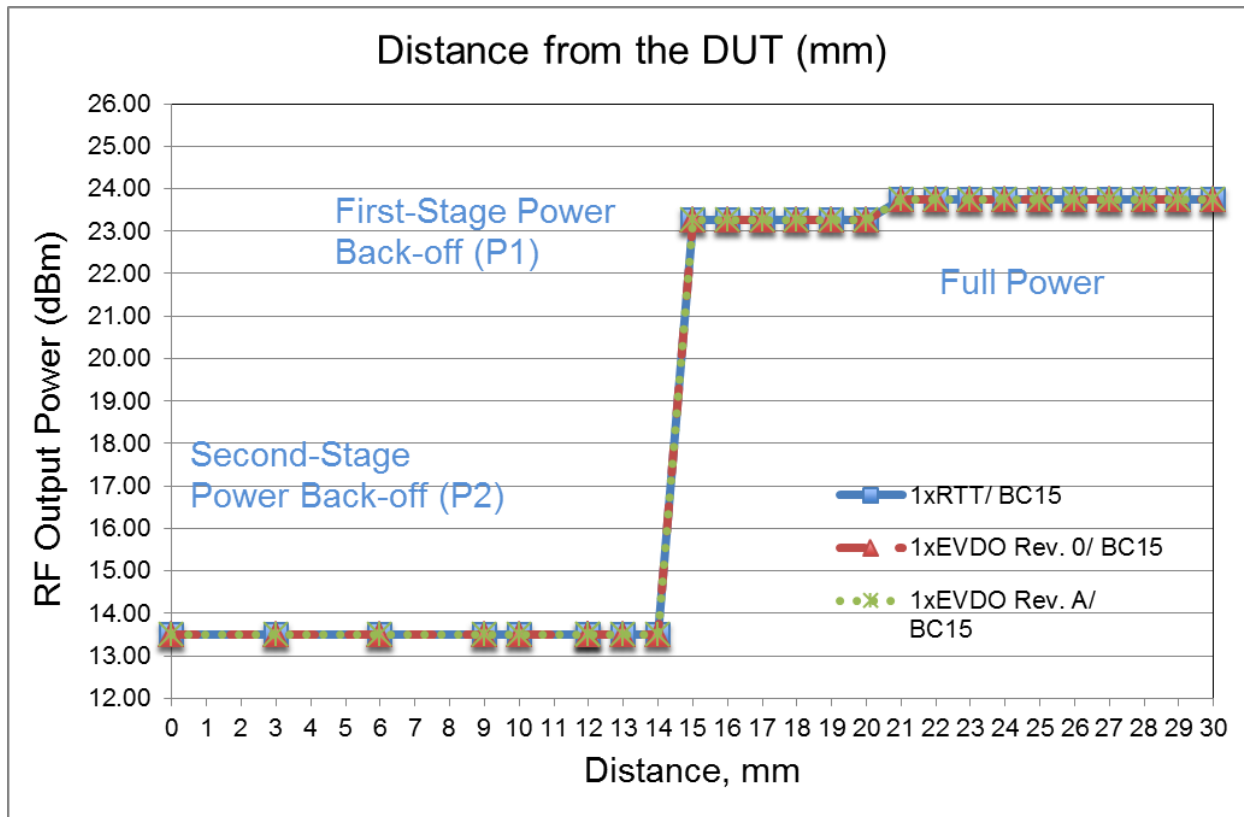 Distance from the DUT (mm)
26.00
25.00
24.00
23.00
22.00
21.00
20.00
19.00
18.00
17.00
16.00
15.00
14.00
13.00
12.00
RF Output Power (dBm)
First-Stage Power
Back-off (P1)
Full Power
Second-Stage
Power Back-off (P2)
1xRTT/ BC15
1xEVDO Rev. 0/ BC15
1xEVDO Rev. A/
BC15
0 1 2 3 4 5 6 7 8 9 10 11 12 13 14 15 16 17 18 19 20 21 22 23 24 25 26 27 28 29 30
Distance, mm